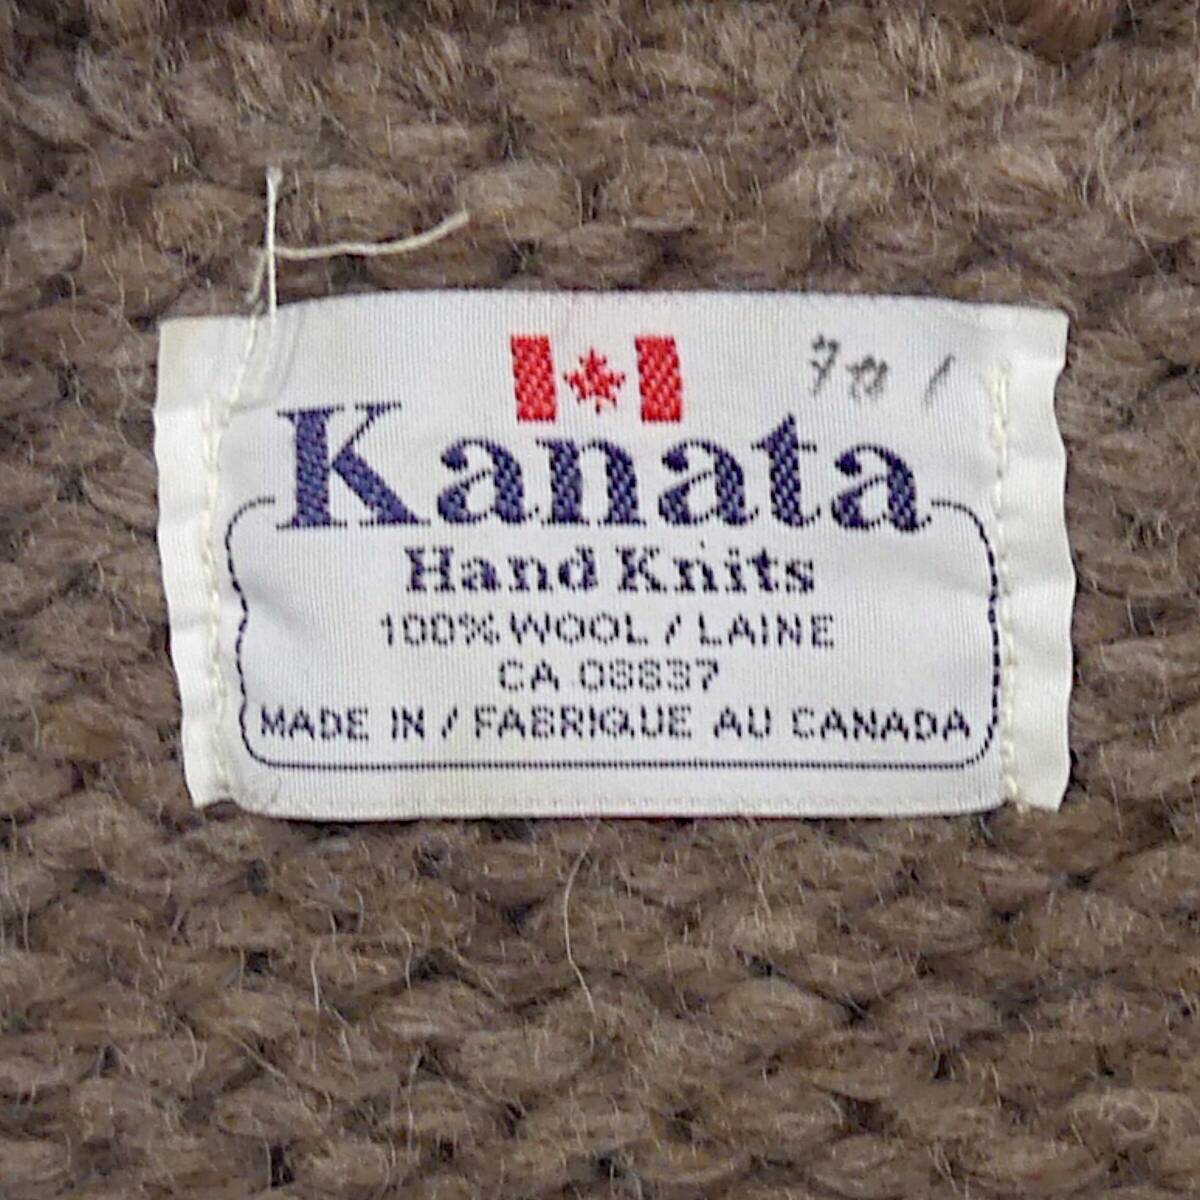 Kanata
Hand Knits
100% WOOL / LAINE
CA 08837
MADE IN / FABRIQUE AU CANADA